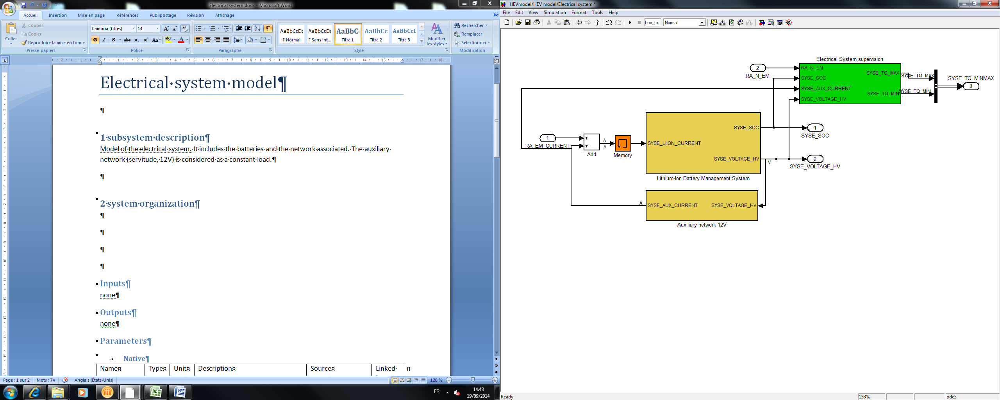 Electrical system.docx - Microsoft Word
Accueil
Insertion
Mise en page
Références
Publipostage
Révision
Affichage
Coller
Couper
Copier
Reproduire la mise en forme
Presse-papiers
Cambria (Titres)
14
G I S abc x₂ x² Aa
Police
Paragraphe
AaBbCcDc
¶ Normal
AaBbCcDc
¶ Sans int...
AaBbC
Titre 1
AaBbCc
Titre 2
AaBbCcI
Titre 3
Modifier
les styles
Style
Rechercher
Remplacer
Sélectionner
Modification
Electrical·system·model¶
¶
1·subsystem·description¶
Model·of·the·electrical·system.·It·includes·the·batteries·and·the·network·associated.·The·auxiliary·
network·(servitude,·12V)·is·considered·as·a·constant·load.¶
¶
2·system·organization¶
¶
¶
¶
¶
Inputs¶
none¶
Outputs¶
none¶
Parameters¶
Native¶
Name¤ Type¤ Unit¤ Description¤ Source¤ Linked· ¤
Page : 1 sur 2
Mots : 74
Anglais (États-Unis)
128 %
FR
14:43
19/09/2014
HEVmodel/HEV model/Electrical system *
File Edit View Simulation Format Tools Help
hev_te
Normal
Electrical System supervision
2
RA_N_EM
RA_N_EM
SYSE_SOC
SYSE_AUX_CURRENT
SYSE_VOLTAGE_HV
SYSE_TQ_MAX
SYSE_TQ_MIN
SYSE_TQ_MAX
SYSE_TQ_MIN
SYSE_TQ_MINMAX
3
1
RA_EM_CURRENT
Add
A
A
Memory
SYSE_LIION_CURRENT
SYSE_SOC
SYSE_VOLTAGE_HV
Lithium-Ion Battery Management System
1
SYSE_SOC
V
2
SYSE_VOLTAGE_HV
A
SYSE_AUX_CURRENT
SYSE_VOLTAGE_HV
Auxiliary network 12V
Ready
133%
ode5